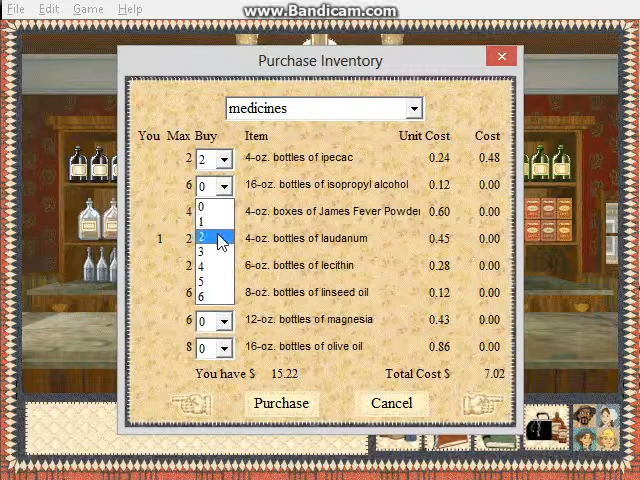 File Edit Game Help
www.Bandicam.com
Purchase Inventory
medicines
You Max Buy Item Unit Cost Cost
2 2 4-oz. bottles of ipecac 0.24 0.48
6 0 16-oz. bottles of isopropyl alcohol 0.12 0.00
4 0 4-oz. boxes of James Fever Powder 0.60 0.00
1
1 2 2 4-oz. bottles of laudanum 0.45 0.00
3
2 4 6-oz. bottles of lecithin 0.28 0.00
5
6 6 8-oz. bottles of linseed oil 0.12 0.00
6 0 12-oz. bottles of magnesia 0.43 0.00
8 0 16-oz. bottles of olive oil 0.86 0.00
You have $ 15.22 Total Cost $ 7.02
Purchase Cancel